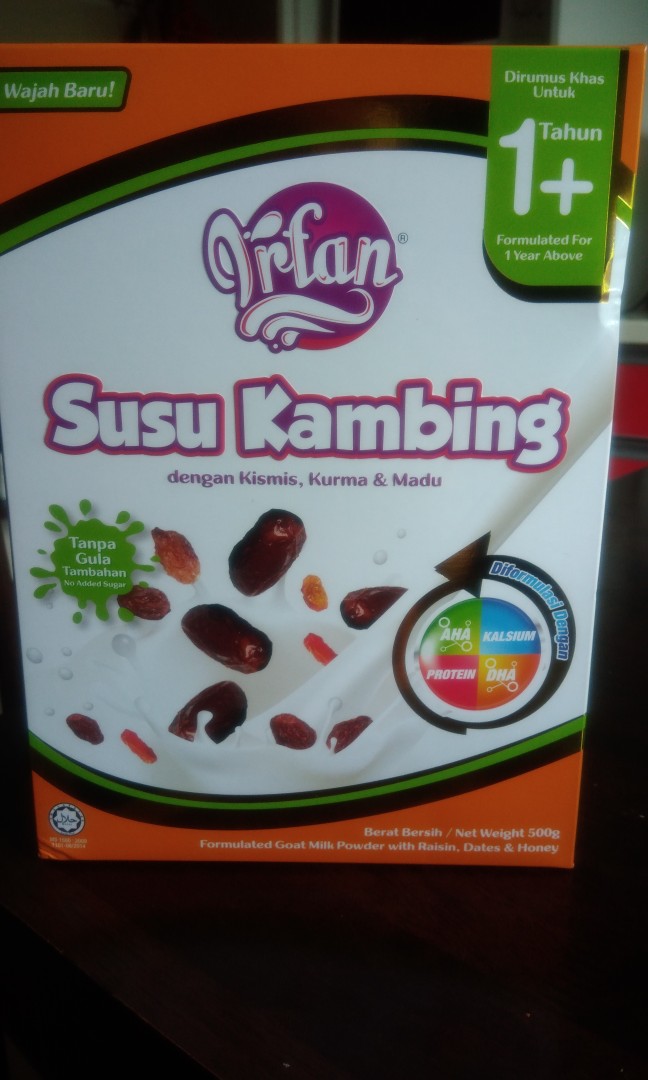 Wajah Baru!
Dirumus Khas
Untuk
1+
Tahun
Formulated For
1 Year Above
Irfan®
Susu Kambing
dengan Kismis, Kurma & Madu
Tanpa
Gula
Tambahan
No Added Sugar
Diformulasi Dengan
AHA
KALSIUM
PROTEIN
DHA
Berat Bersih / Net Weight 500g
Formulated Goat Milk Powder with Raisin, Dates & Honey